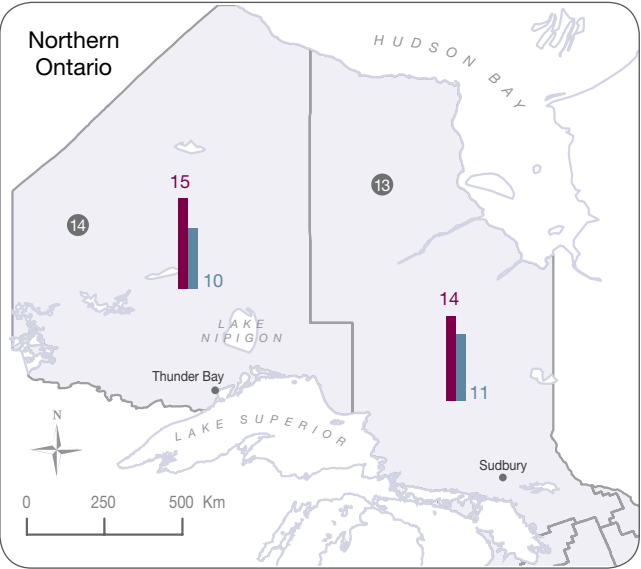 Northern
Ontario
HUDSON BAY
13
15
14
10
14
LAKE
NIPIGON
11
Thunder Bay
LAKE SUPERIOR
N
Sudbury
0 250 500 Km